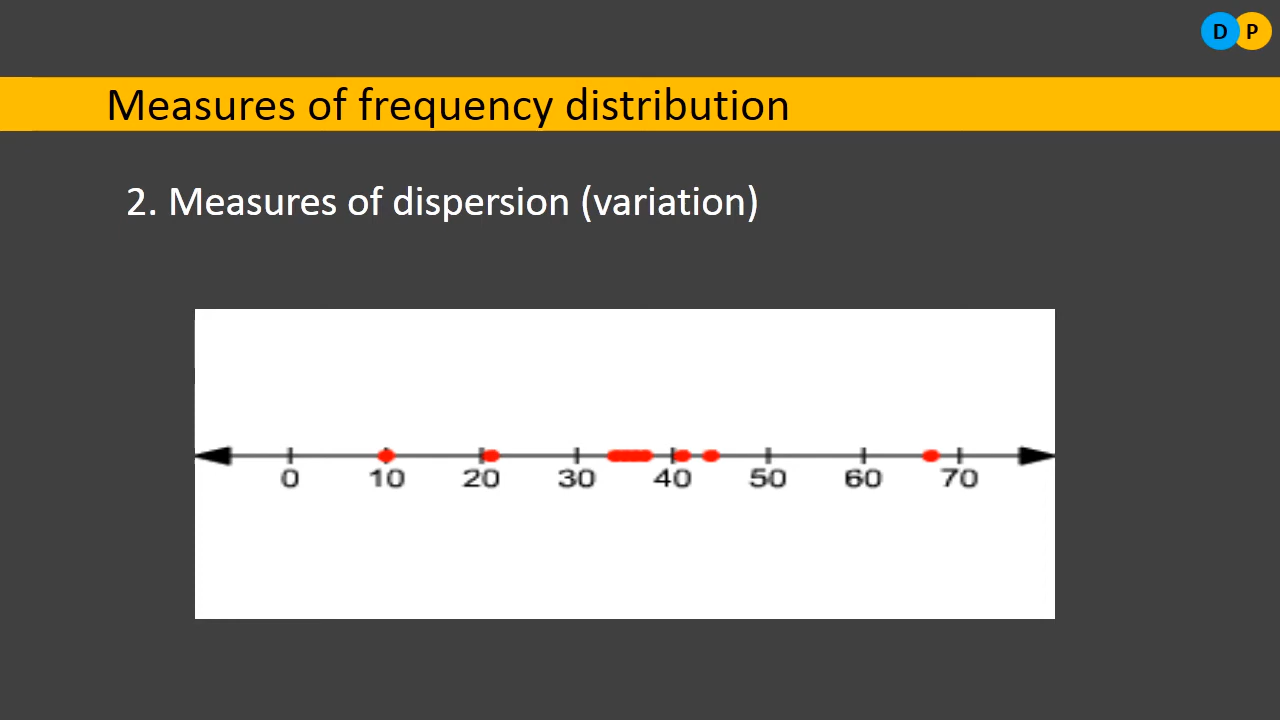 D P
Measures of frequency distribution
2. Measures of dispersion (variation)
0 10 20 30 40 50 60 70